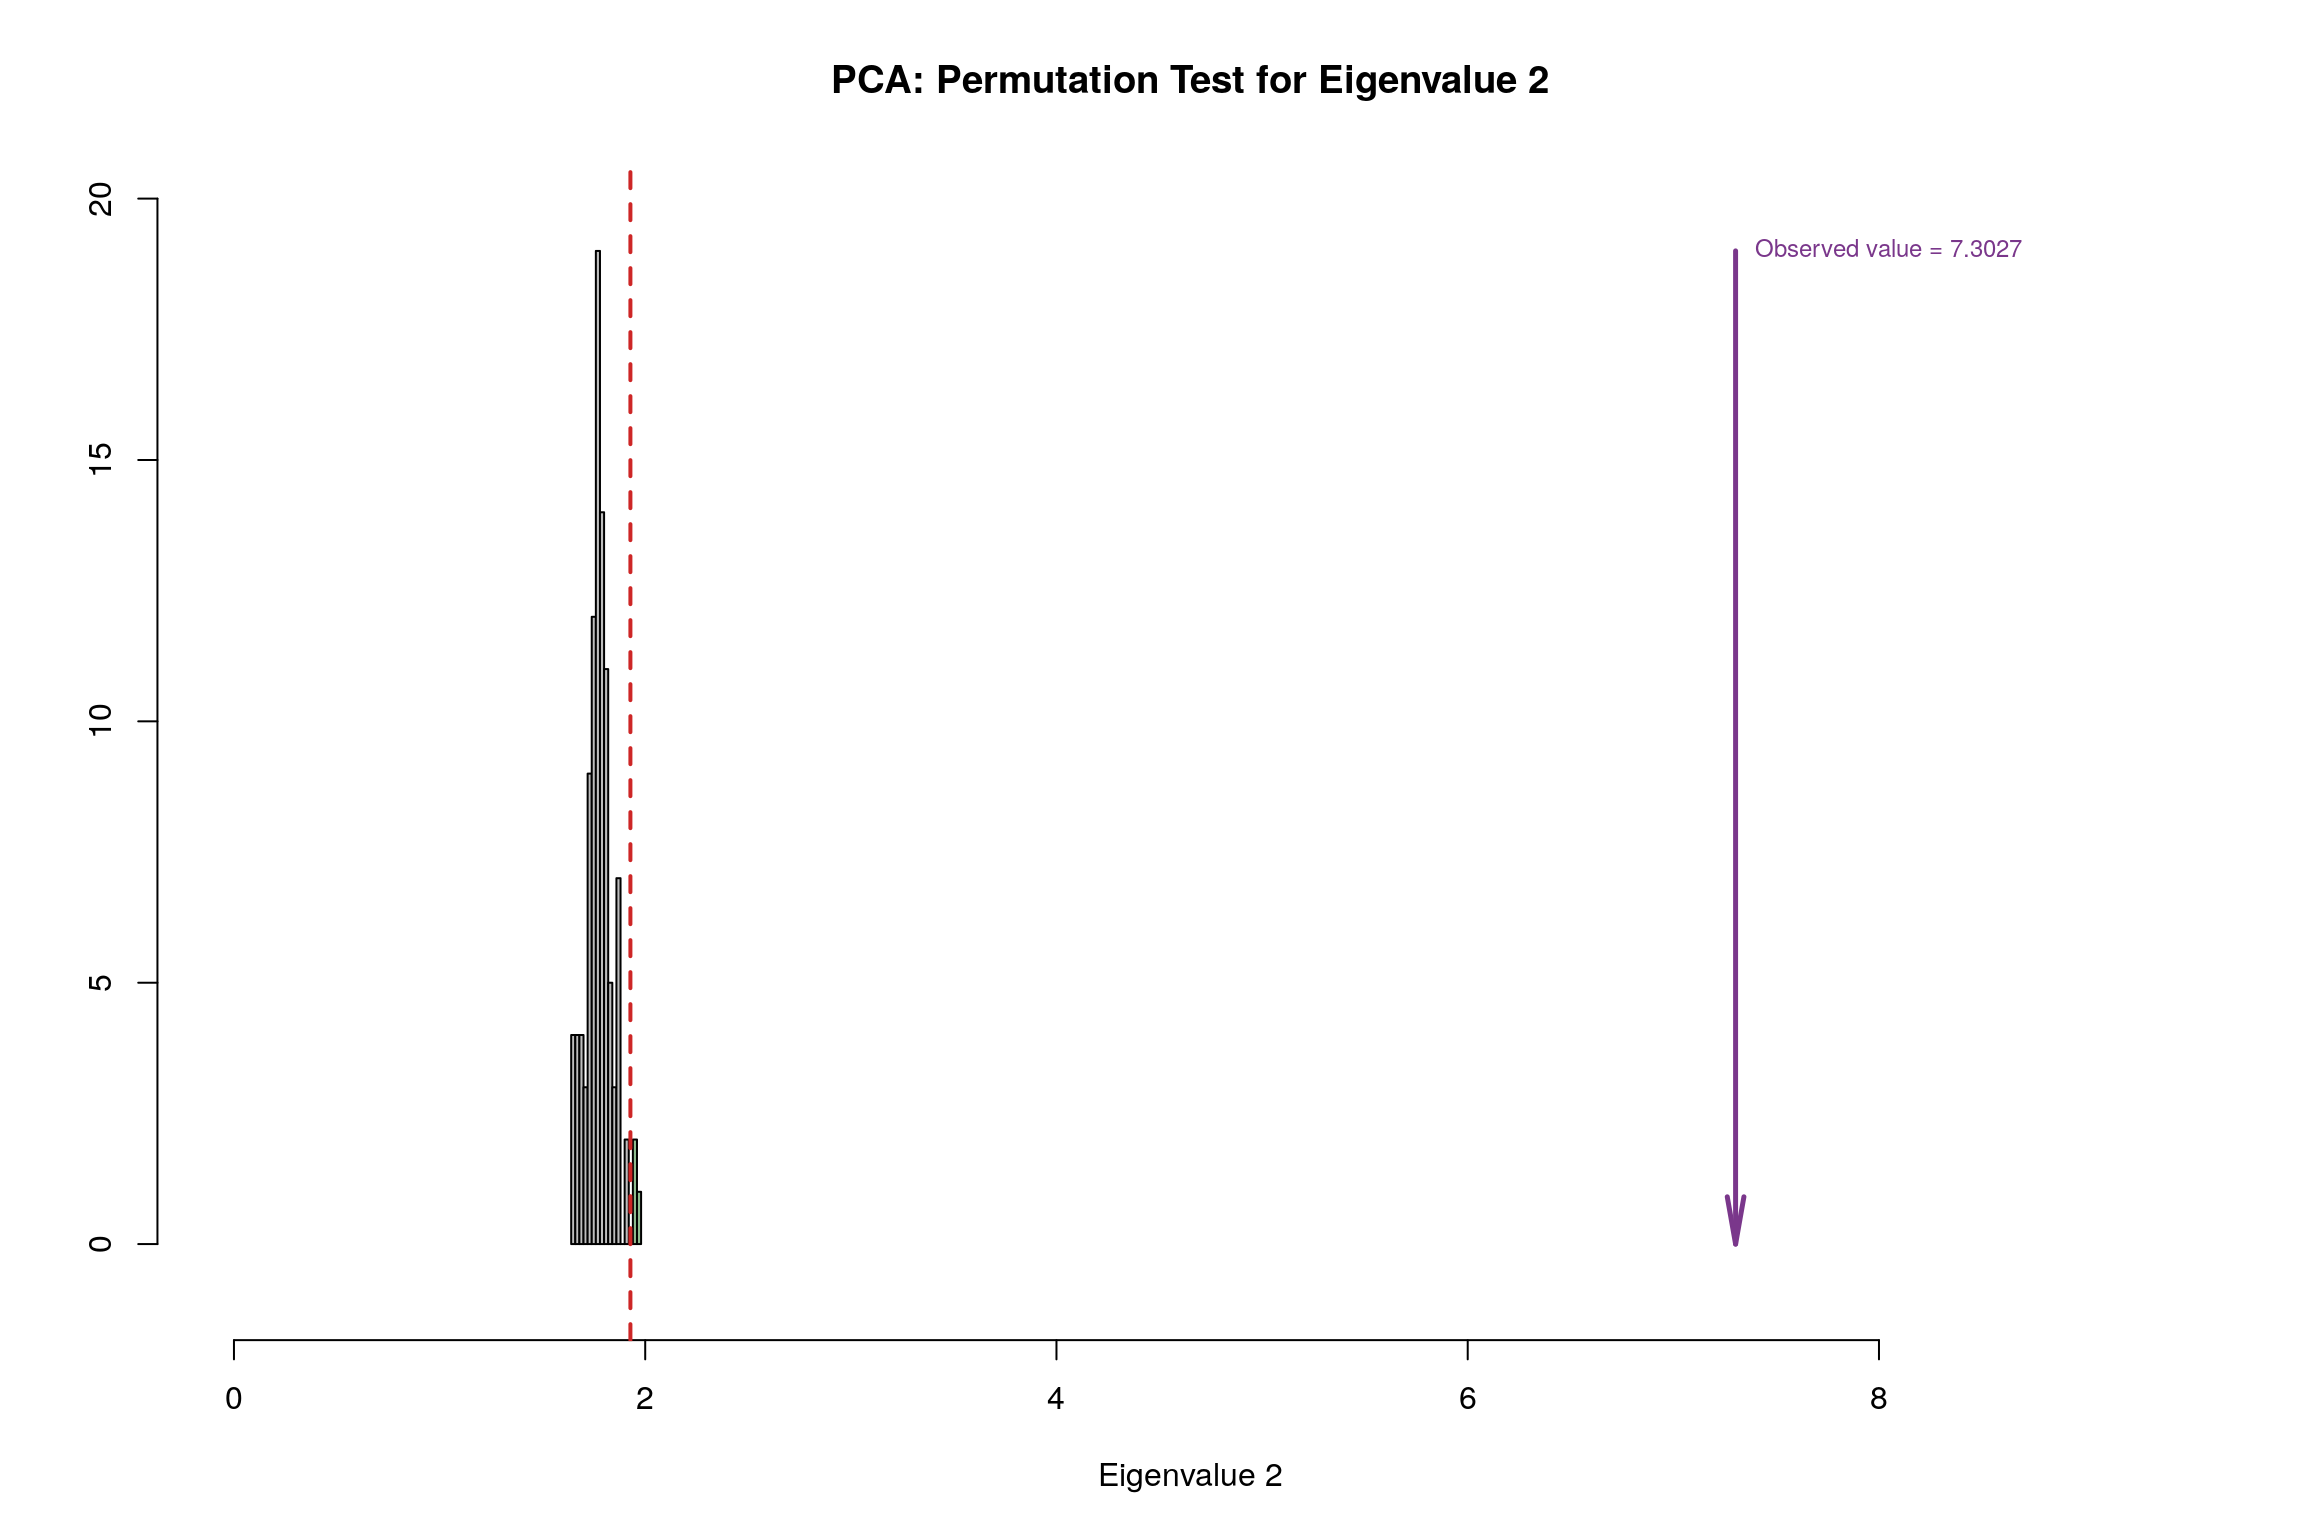 PCA: Permutation Test for Eigenvalue 2
20
15
10
5
0
Observed value = 7.3027
0 2 4 6 8
Eigenvalue 2